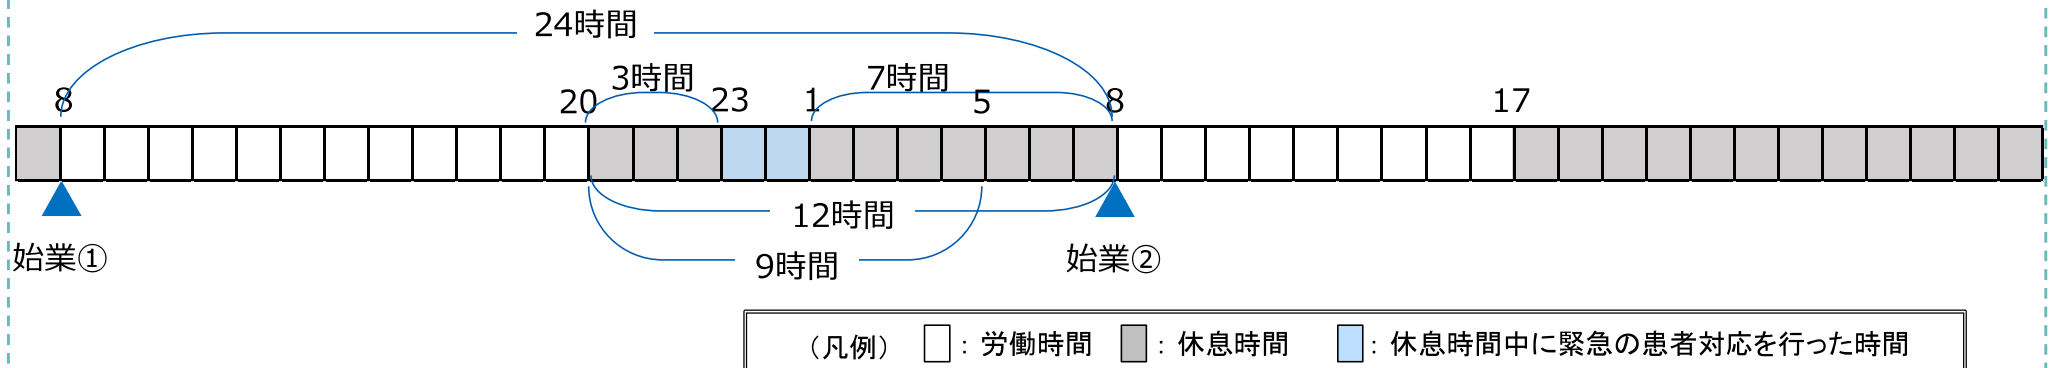 24時間
3時間
7時間
8
20
23
1
5
8
17
12時間
9時間
始業①
始業②
（凡例） ：労働時間 ：休息時間 ：休息時間中に緊急の患者対応を行った時間